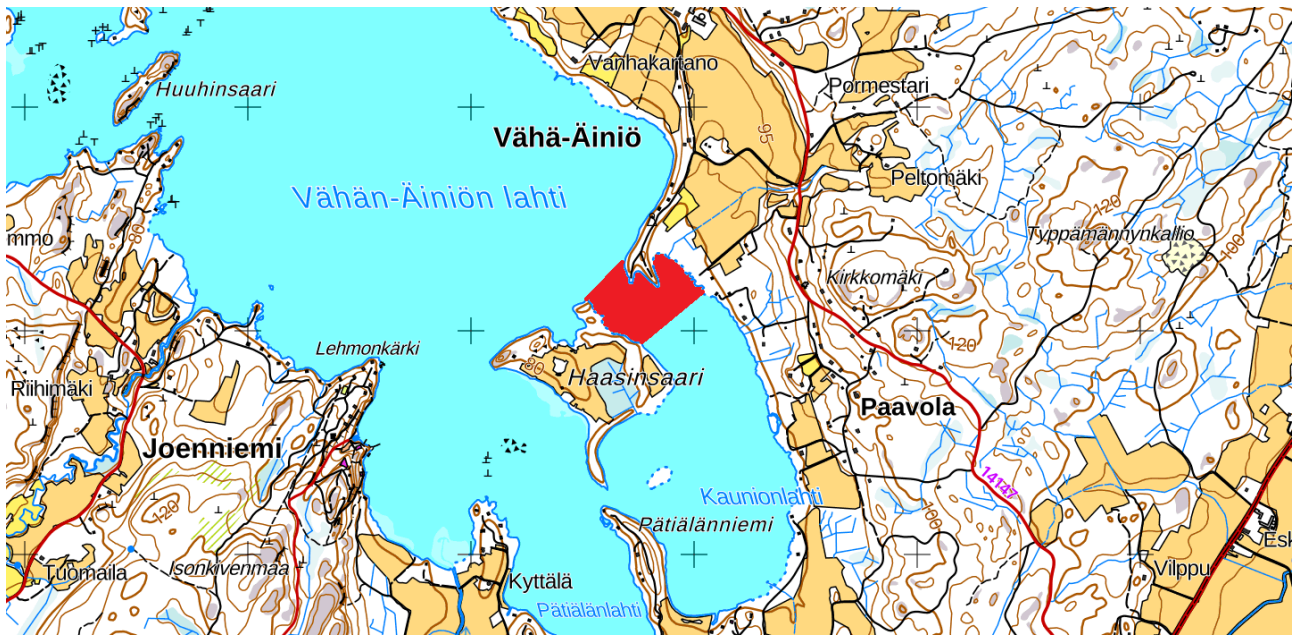 Vanhakartano
Huuhinsaari
Pormestari
95
Vähä-Äiniö
Peltomäki
Vähän-Äiniön lahti
120
80
mmo
Typpämännynkallio
100
Kirkkomäki
Lehmonkärki
120
80
Haasinsaari
Riihimäki
Paavola
Joenniemi
14147
Kaunionlahti
120
100
Pätiälänniemi
Esk
Isonkivenmaa
Vilppu
Tuomaila
Kyttälä
Pätiälänlahti